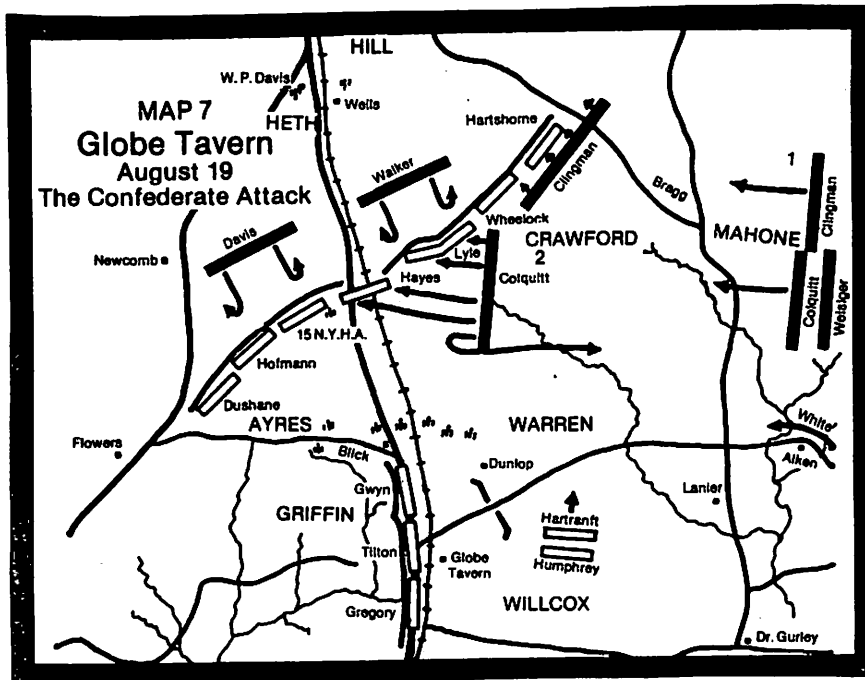 HILL
W. P. Davis
Wells
MAP 7
Globe Tavern
August 19
The Confederate Attack
HETH
Hartshorne
Walker
Clingman
Bragg
1
Clingman
Wheelock
CRAWFORD
2
MAHONE
Davis
Newcomb
Lyle
Hayes
Colquitt
Colquitt
Weisiger
15 N.Y.H.A.
Hofmann
Dushane
AYRES
WARREN
White
Flowers
Blick
Dunlop
Aiken
Gwyn
Lanier
GRIFFIN
Hartranft
Tilton
Globe
Tavern
Humphrey
Gregory
WILLCOX
Dr. Gurley